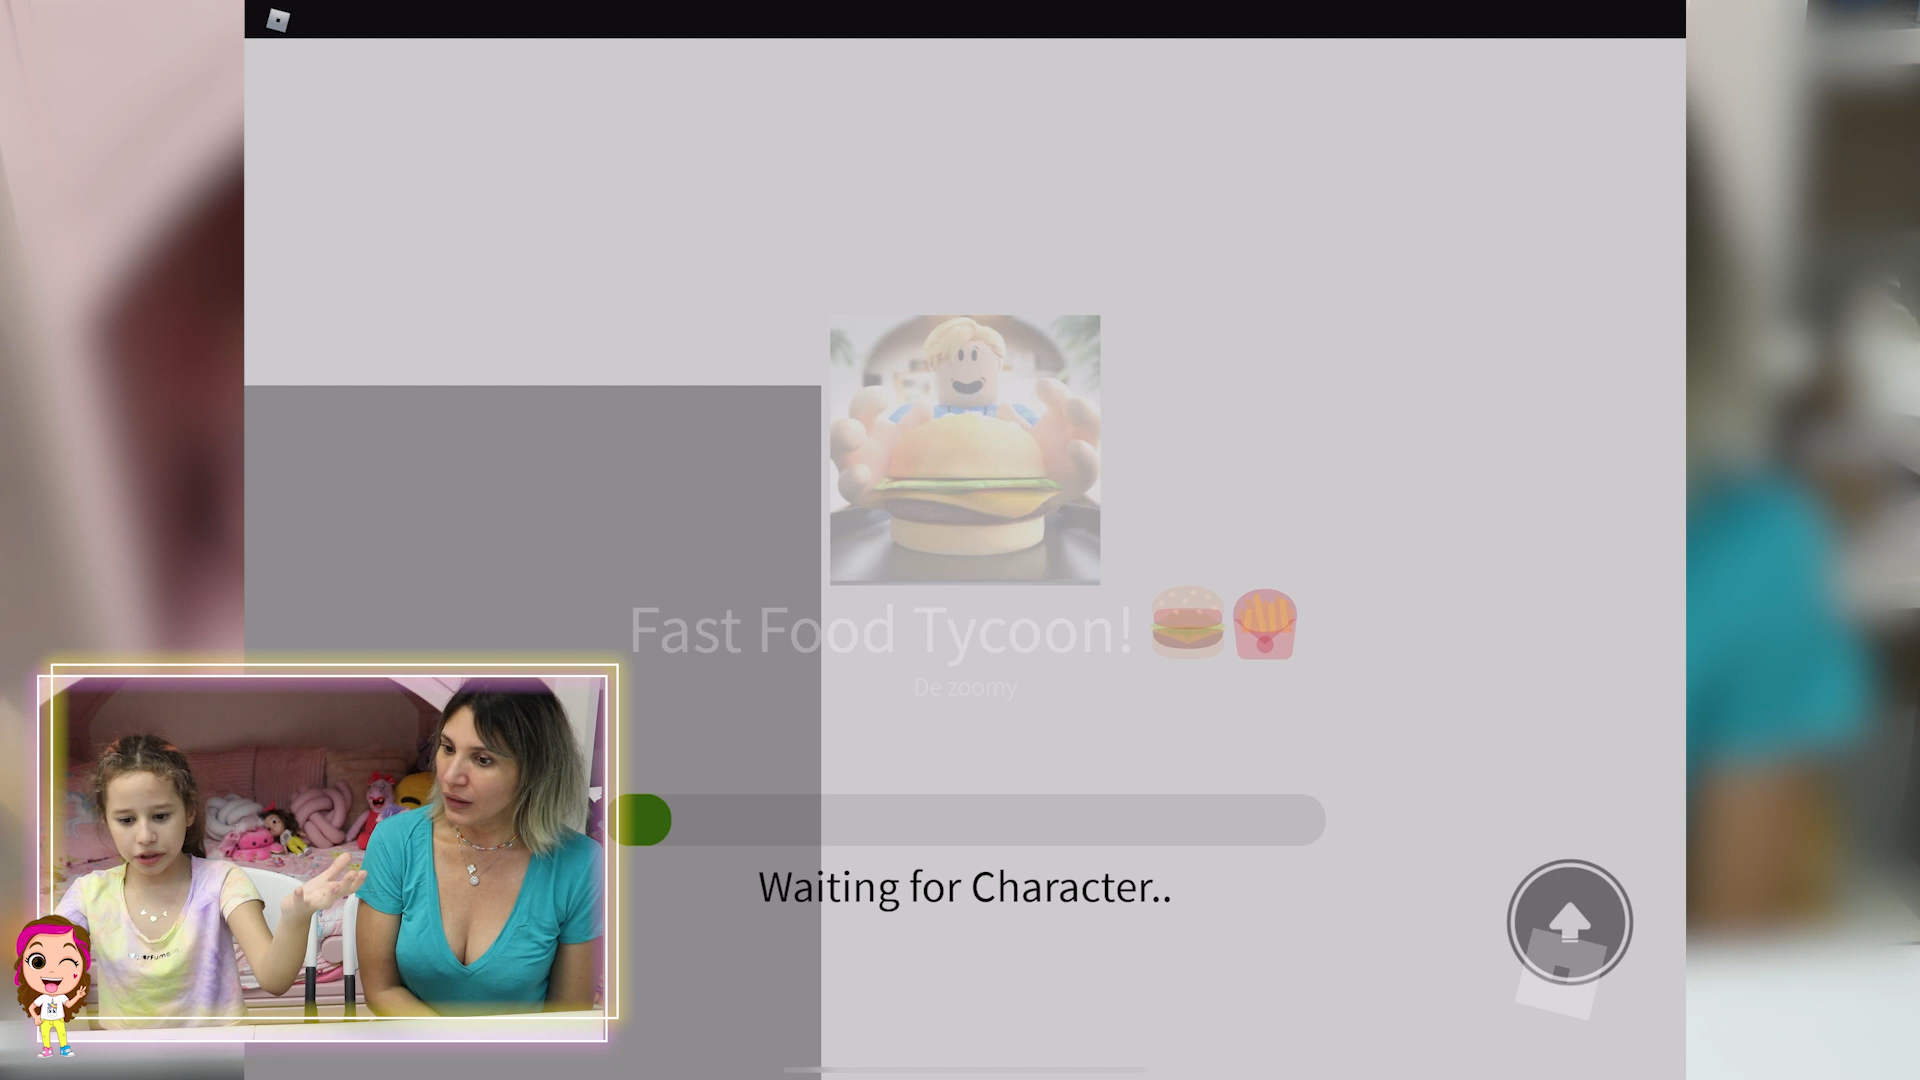 Fast Food Tycoon! 🍔🍟
De zoomy
Waiting for Character..